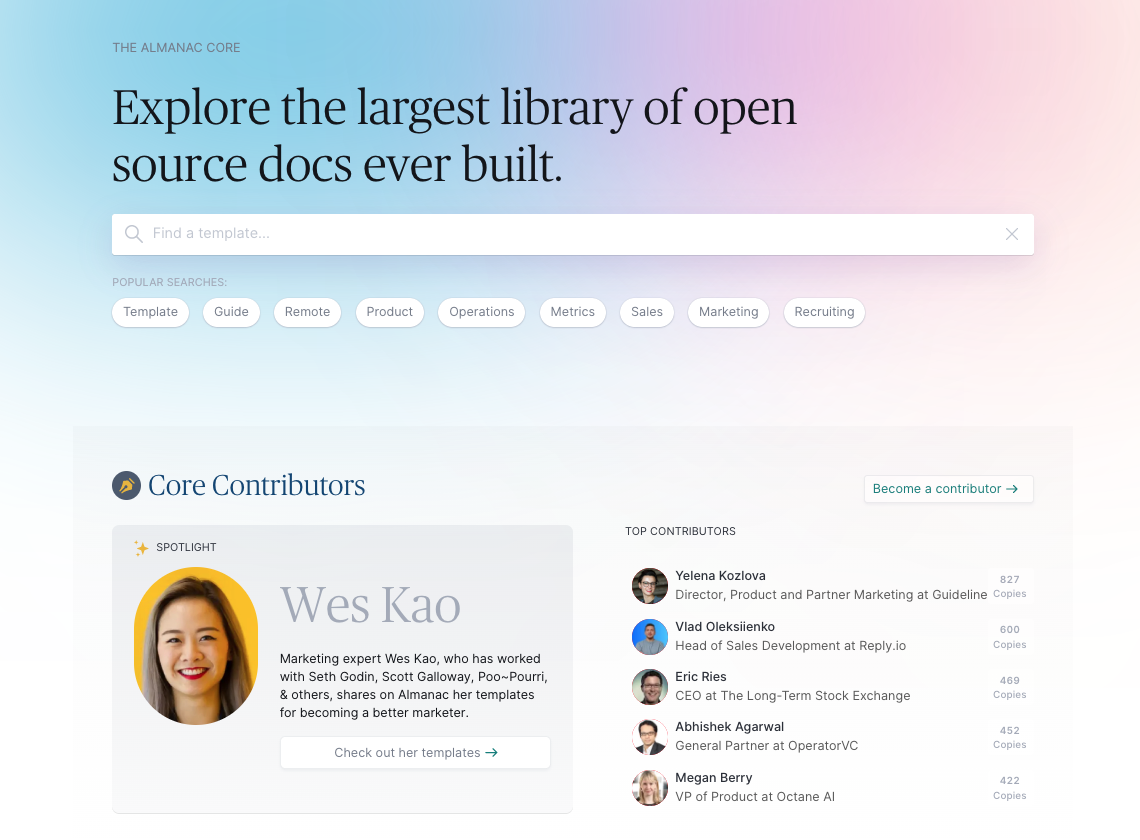 THE ALMANAC CORE
Explore the largest library of open
source docs ever built.
Find a template...
POPULAR SEARCHES:
Template Guide Remote Product Operations Metrics Sales Marketing Recruiting
Core Contributors
Become a contributor →
SPOTLIGHT
Wes Kao
Marketing expert Wes Kao, who has worked
with Seth Godin, Scott Galloway, Poo~Pourri,
& others, shares on Almanac her templates
for becoming a better marketer.
Check out her templates →
TOP CONTRIBUTORS
Yelena Kozlova
Director, Product and Partner Marketing at Guideline
827
Copies
Vlad Oleksiienko
Head of Sales Development at Reply.io
600
Copies
Eric Ries
CEO at The Long-Term Stock Exchange
469
Copies
Abhishek Agarwal
General Partner at OperatorVC
452
Copies
Megan Berry
VP of Product at Octane AI
422
Copies